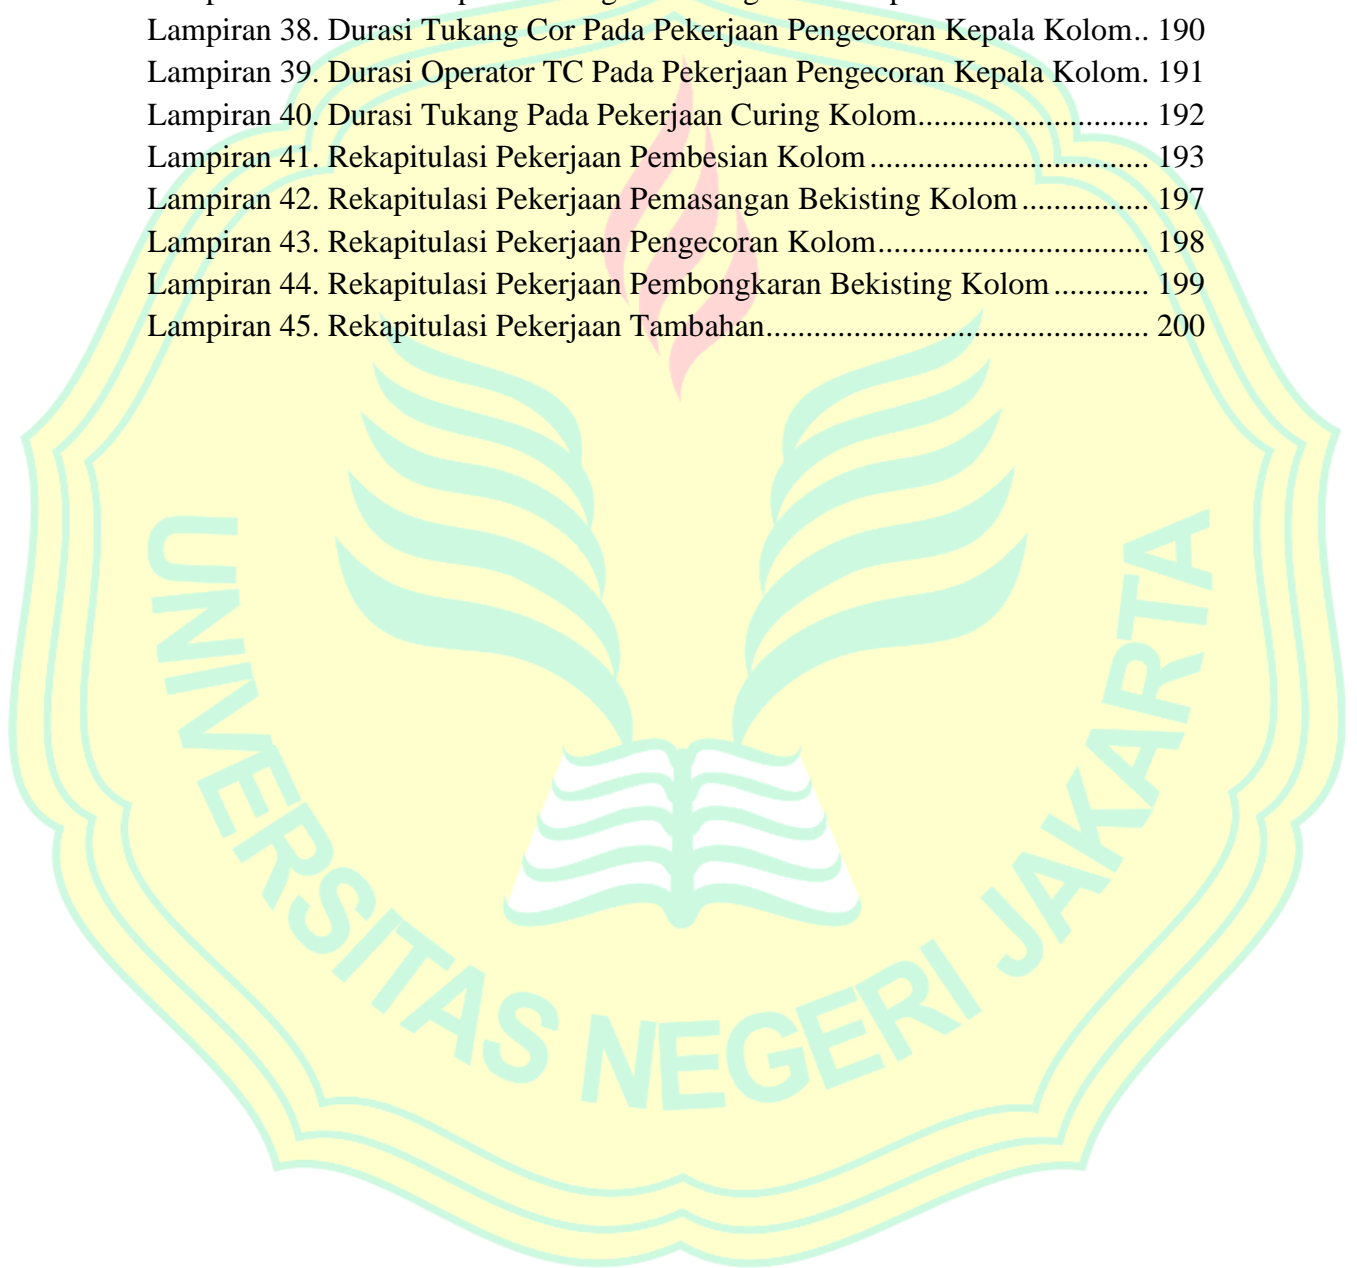 Lampiran 38. Durasi Tukang Cor Pada Pekerjaan Pengecoran Kepala Kolom.. 190
Lampiran 39. Durasi Operator TC Pada Pekerjaan Pengecoran Kepala Kolom. 191
Lampiran 40. Durasi Tukang Pada Pekerjaan Curing Kolom............................. 192
Lampiran 41. Rekapitulasi Pekerjaan Pembesian Kolom................................... 193
Lampiran 42. Rekapitulasi Pekerjaan Pemasangan Bekisting Kolom................ 197
Lampiran 43. Rekapitulasi Pekerjaan Pengecoran Kolom.................................. 198
Lampiran 44. Rekapitulasi Pekerjaan Pembongkaran Bekisting Kolom............ 199
Lampiran 45. Rekapitulasi Pekerjaan Tambahan................................................ 200
UNIVERSITAS NEGERI JAKARTA